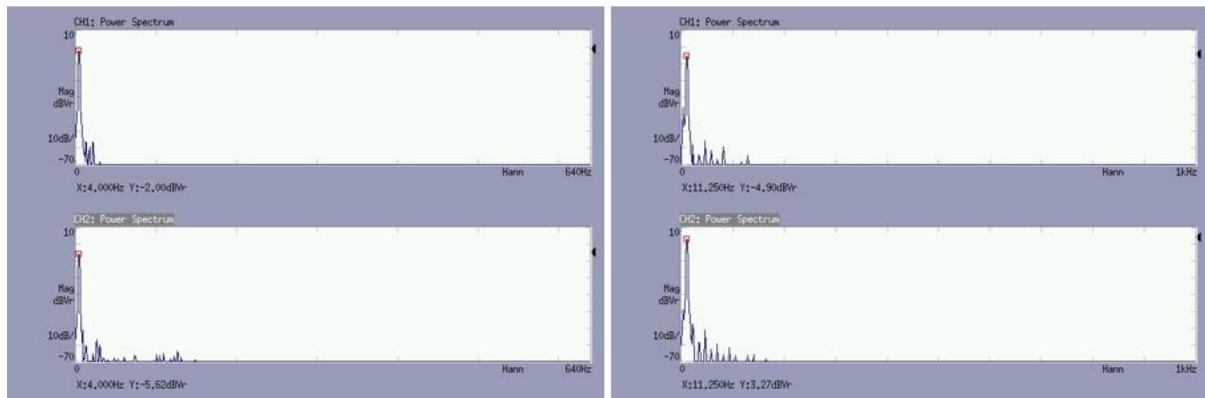 CH1: Power Spectrum
10
Mag
dBVr
10dB/
-70
0
Hann
640Hz
X:4.000Hz Y:-2.00dBVr
CH2: Power Spectrum
10
Mag
dBVr
10dB/
-70
0
Hann
640Hz
X:4.000Hz Y:-5.62dBVr
CH1: Power Spectrum
10
Mag
dBVr
10dB/
-70
0
Hann
1kHz
X:11.250Hz Y:-4.90dBVr
CH2: Power Spectrum
10
Mag
dBVr
10dB/
-70
0
Hann
1kHz
X:11.250Hz Y:3.27dBVr